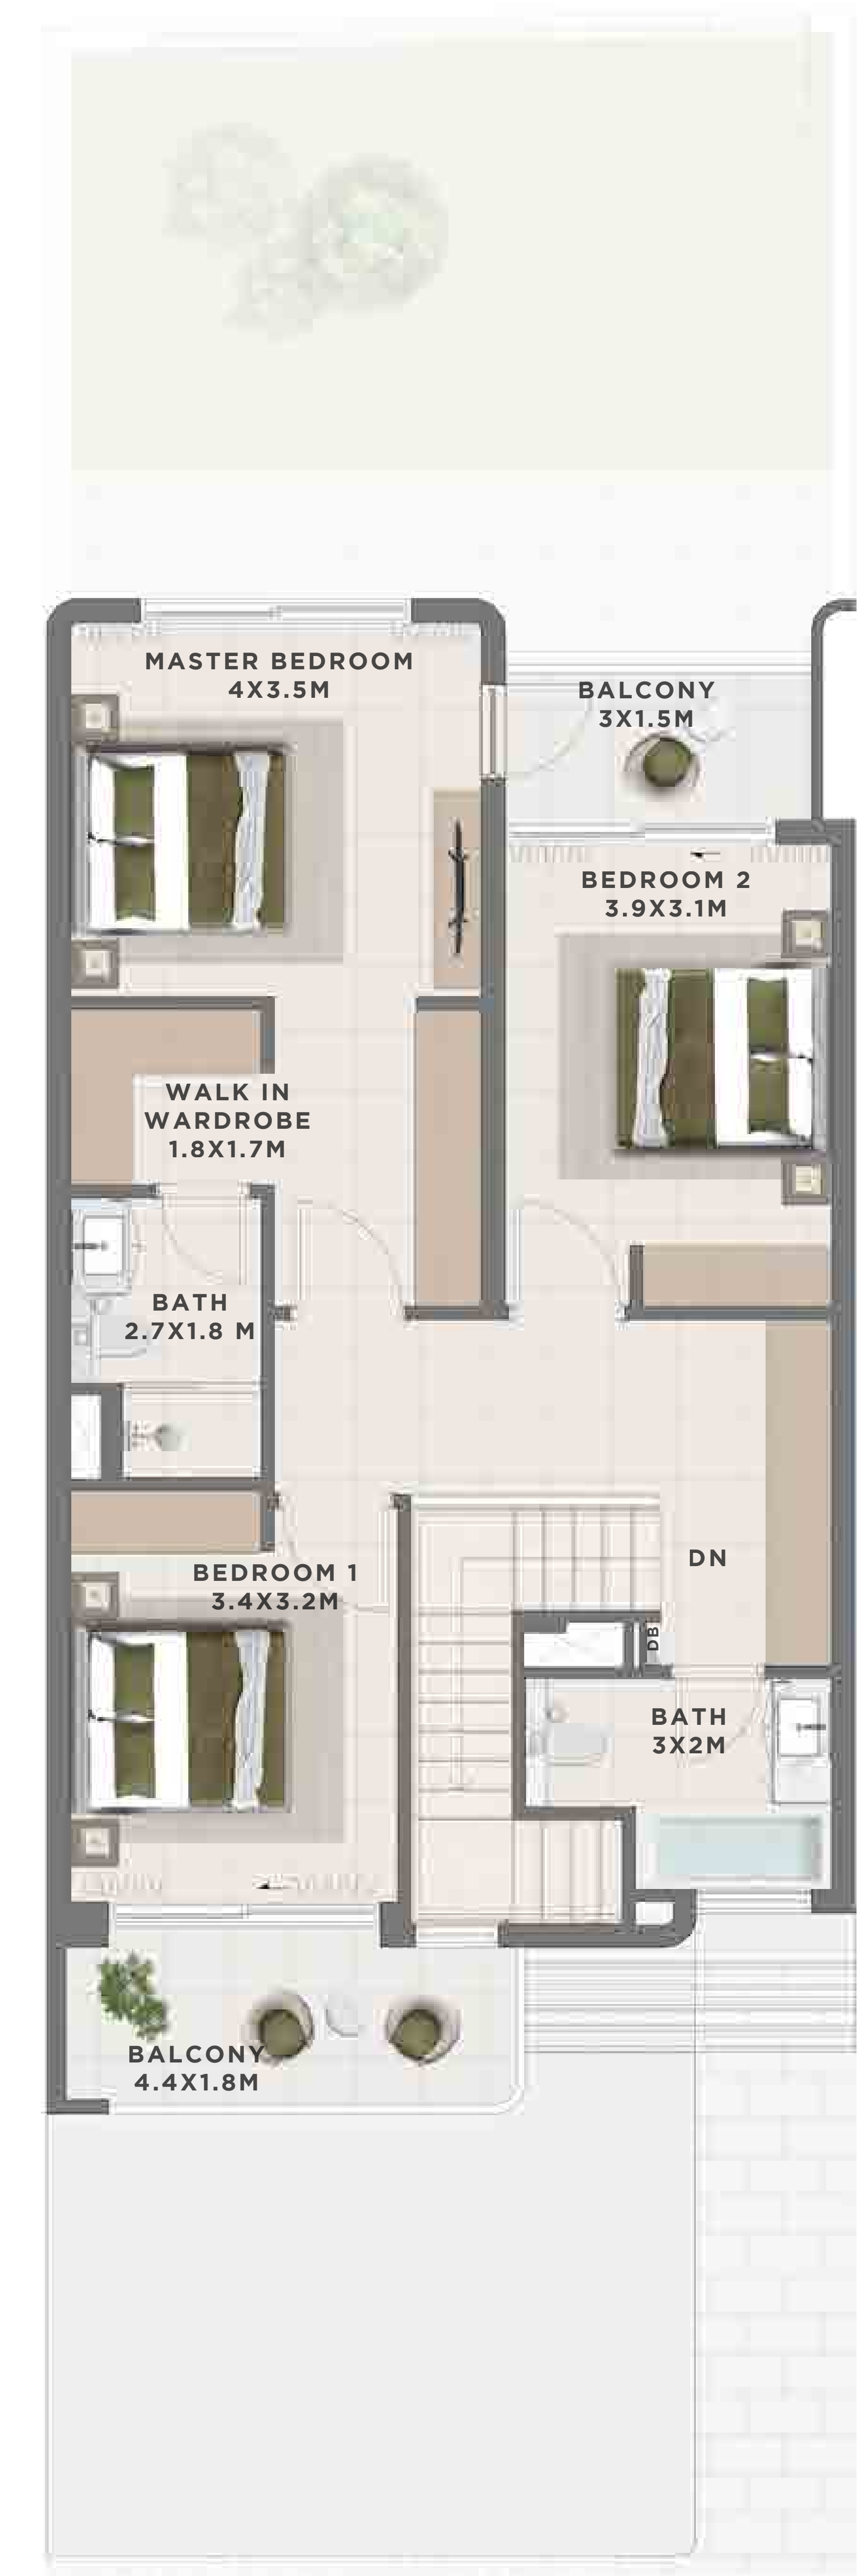 MASTER BEDROOM
4X3.5M
BALCONY
3X1.5M
BEDROOM 2
3.9X3.1M
WALK IN
WARDROBE
1.8X1.7M
BATH
2.7X1.8 M
BEDROOM 1
3.4X3.2M
DN
DB
BATH
3X2M
BALCONY
4.4X1.8M